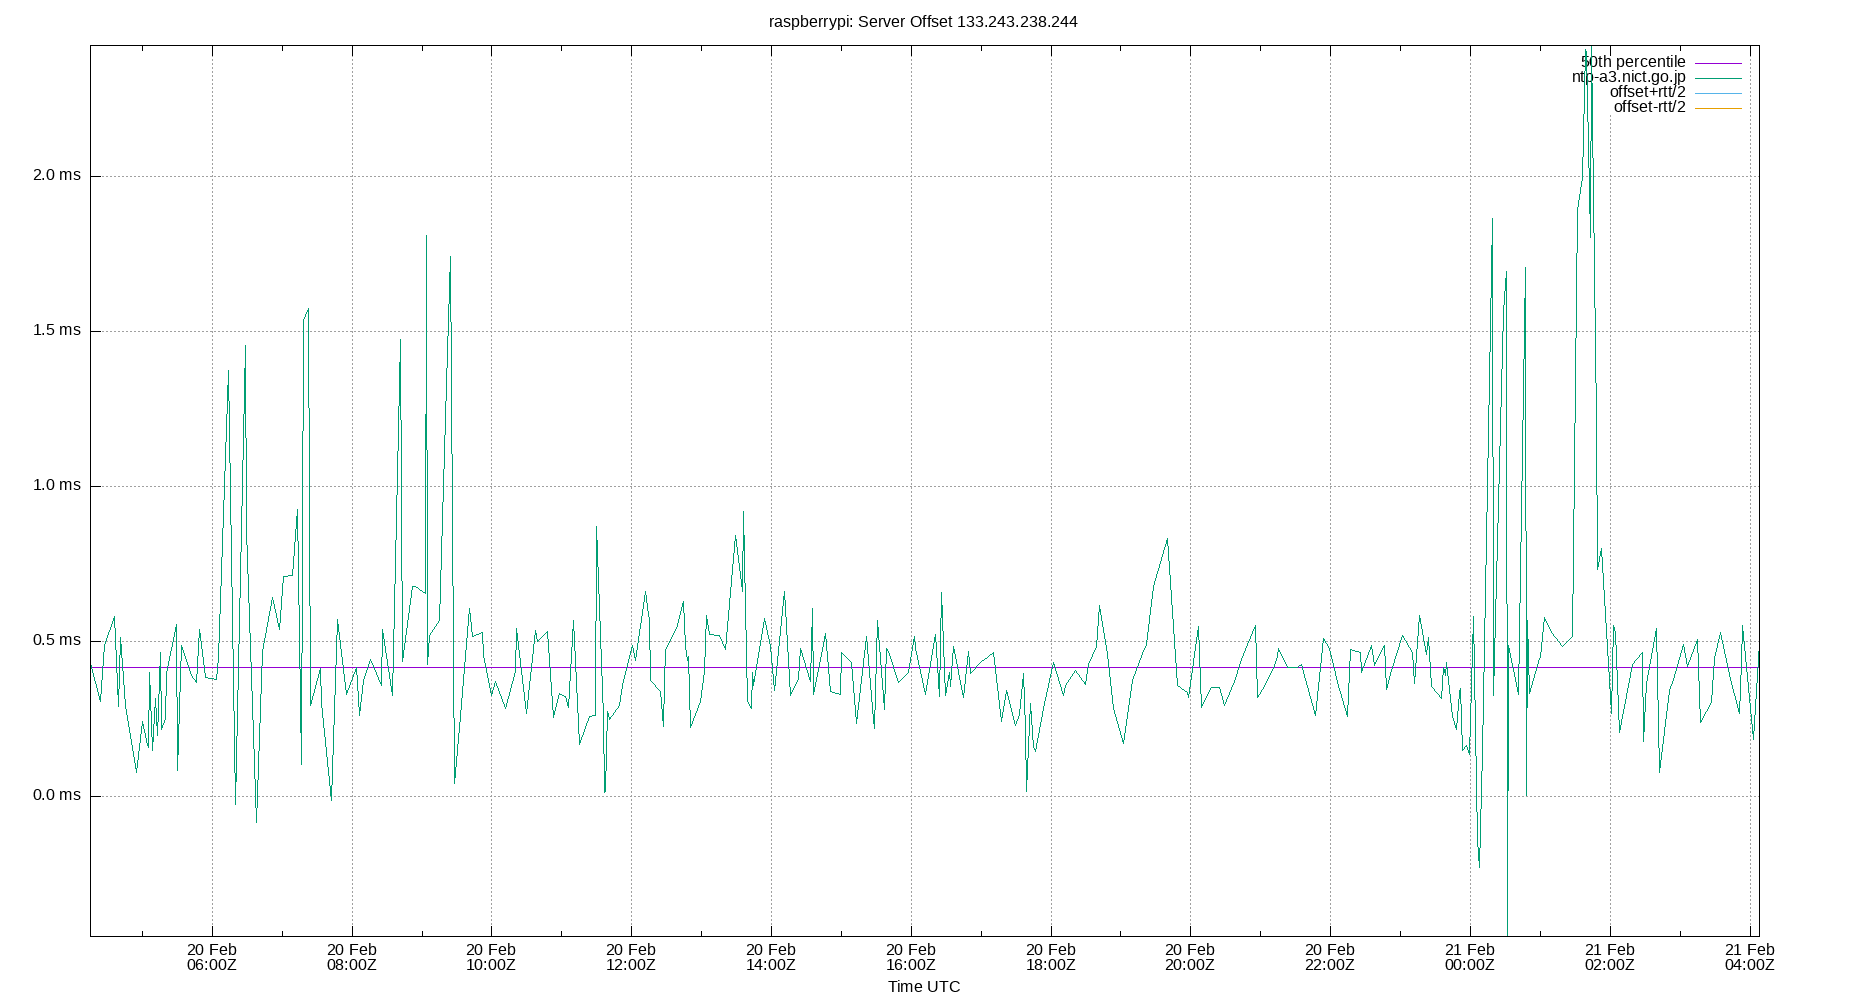 raspberrypi: Server Offset 133.243.238.244
50th percentile
ntp-a3.nict.go.jp
offset+rtt/2
offset-rtt/2
2.0 ms
1.5 ms
1.0 ms
0.5 ms
0.0 ms
20 Feb 20 Feb 20 Feb 20 Feb 20 Feb 20 Feb 20 Feb 20 Feb 20 Feb 21 Feb 21 Feb 21 Feb
06:00Z 08:00Z 10:00Z 12:00Z 14:00Z 16:00Z 18:00Z 20:00Z 22:00Z 00:00Z 02:00Z 04:00Z
Time UTC